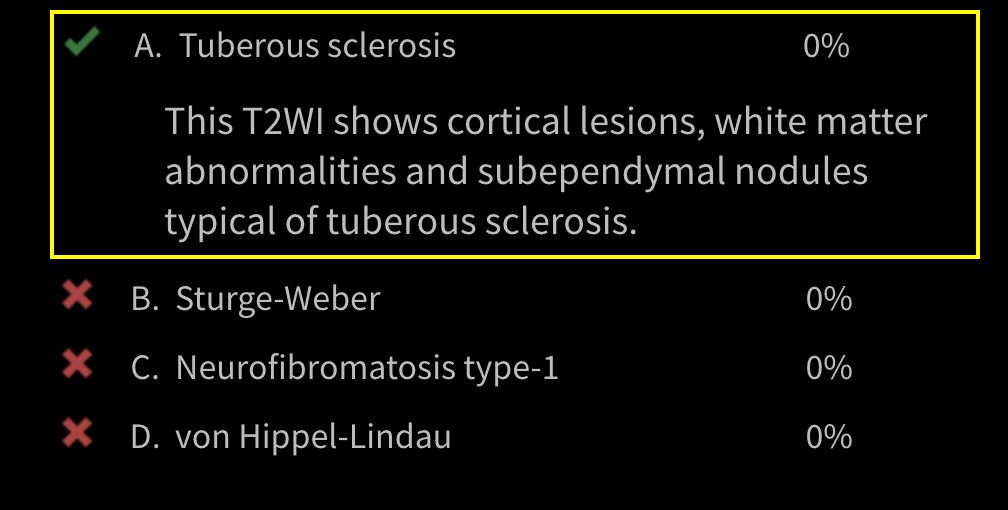 A. Tuberous sclerosis 0%
This T2WI shows cortical lesions, white matter
abnormalities and subependymal nodules
typical of tuberous sclerosis.
B. Sturge-Weber 0%
C. Neurofibromatosis type-1 0%
D. von Hippel-Lindau 0%